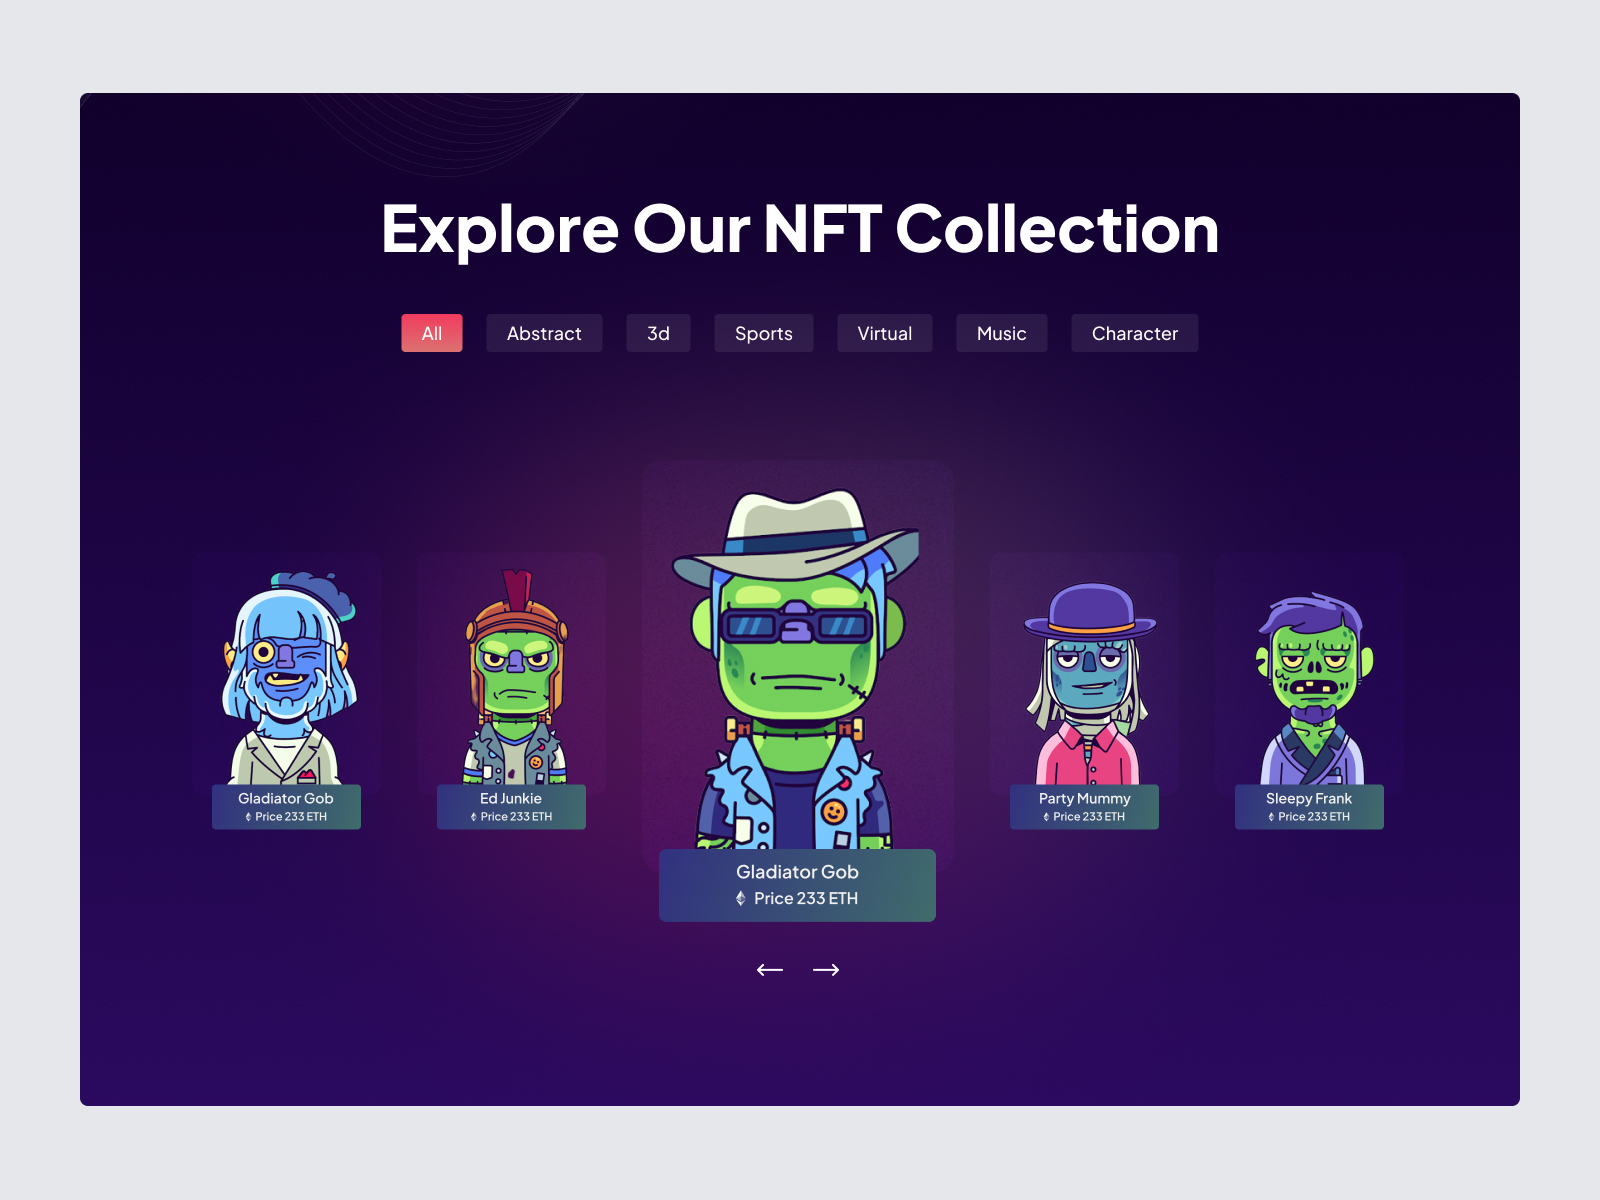 Explore Our NFT Collection
All
Abstract
3d
Sports
Virtual
Music
Character
Gladiator Gob
Price 233 ETH
Ed Junkie
Price 233 ETH
Gladiator Gob
Price 233 ETH
Party Mummy
Price 233 ETH
Sleepy Frank
Price 233 ETH